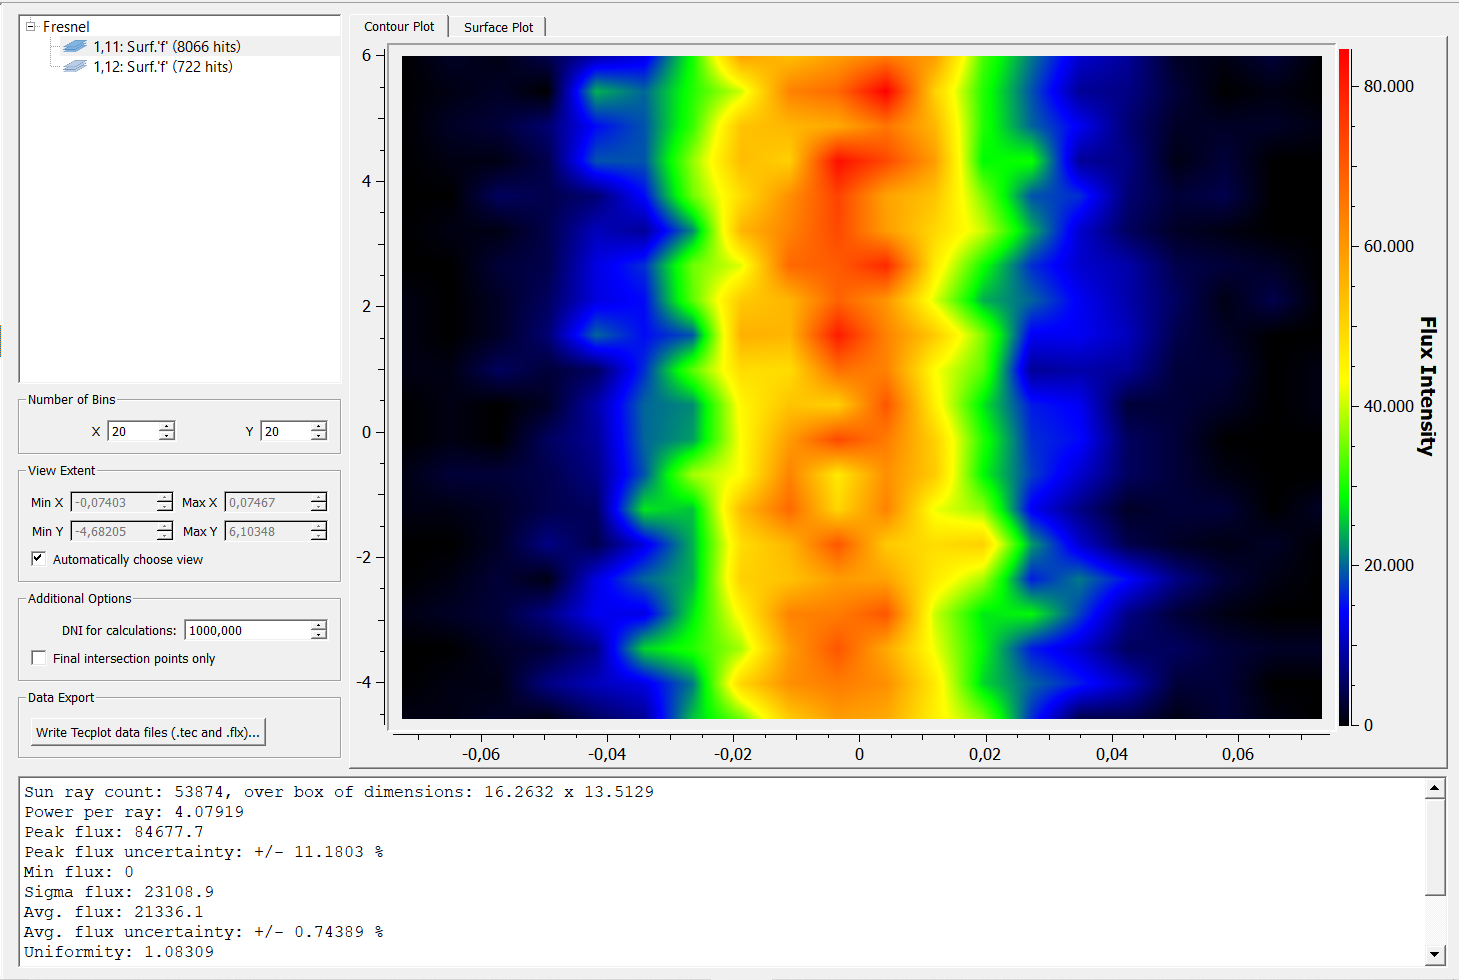 Fresnel
1,11: Surf.'f' (8066 hits)
1,12: Surf.'f' (722 hits)
Number of Bins
X 20 Y 20
View Extent
Min X -0,07403 Max X 0,07467
Min Y -4,68205 Max Y 6,10348
Automatically choose view
Additional Options
DNI for calculations: 1000,000
Final intersection points only
Data Export
Write Tecplot data files (.tec and .flx)...
Contour Plot Surface Plot
6
4
2
0
-2
-4
-0,06 -0,04 -0,02 0 0,02 0,04 0,06
80.000
60.000
40.000
20.000
0
Flux Intensity
Sun ray count: 53874, over box of dimensions: 16.2632 x 13.5129
Power per ray: 4.07919
Peak flux: 84677.7
Peak flux uncertainty: +/- 11.1803 %
Min flux: 0
Sigma flux: 23108.9
Avg. flux: 21336.1
Avg. flux uncertainty: +/- 0.74389 %
Uniformity: 1.08309